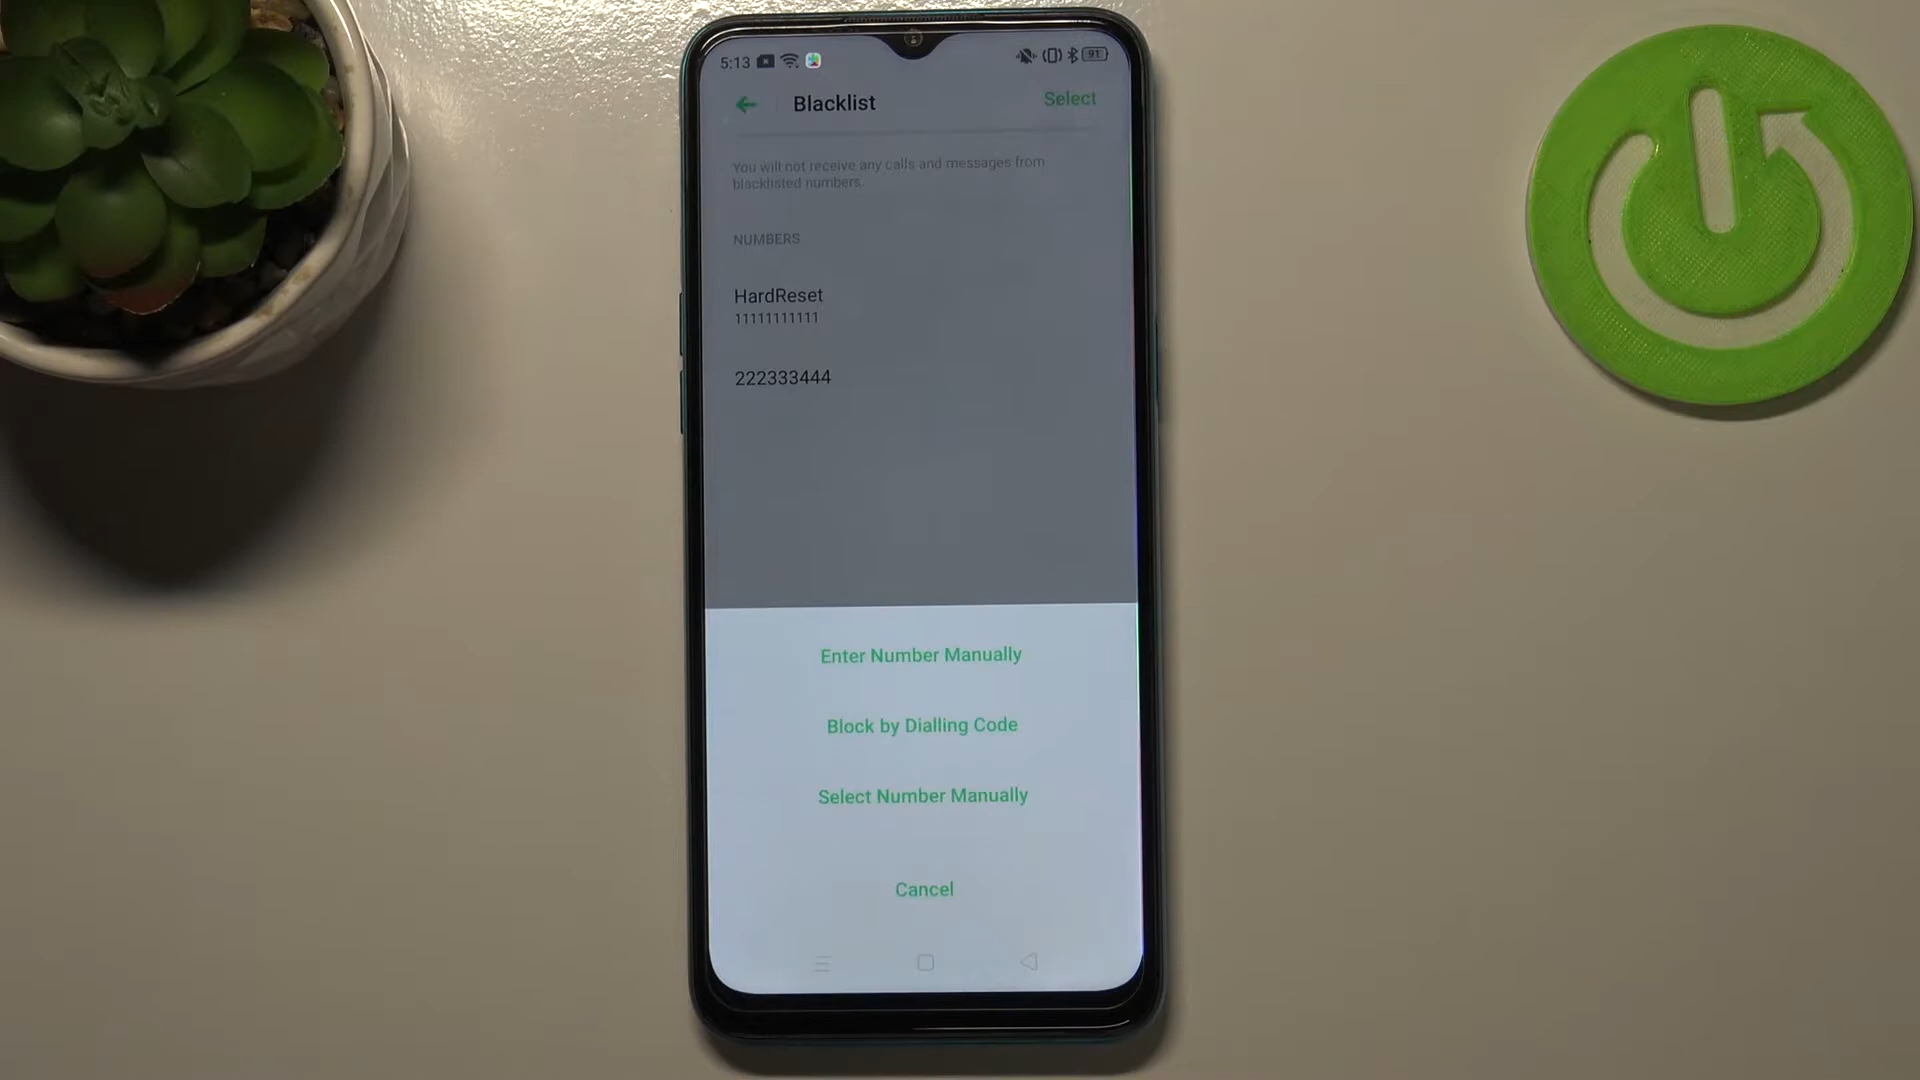 5:13
91
Blacklist
Select
You will not receive any calls and messages from
blacklisted numbers.
NUMBERS
HardReset
11111111111
222333444
Enter Number Manually
Block by Dialling Code
Select Number Manually
Cancel